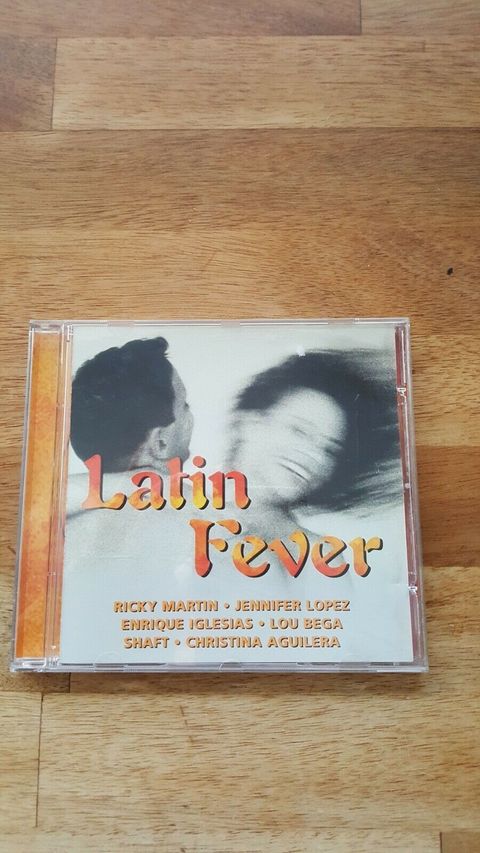 Latin
Fever
RICKY MARTIN • JENNIFER LOPEZ
ENRIQUE IGLESIAS • LOU BEGA
SHAFT • CHRISTINA AGUILERA